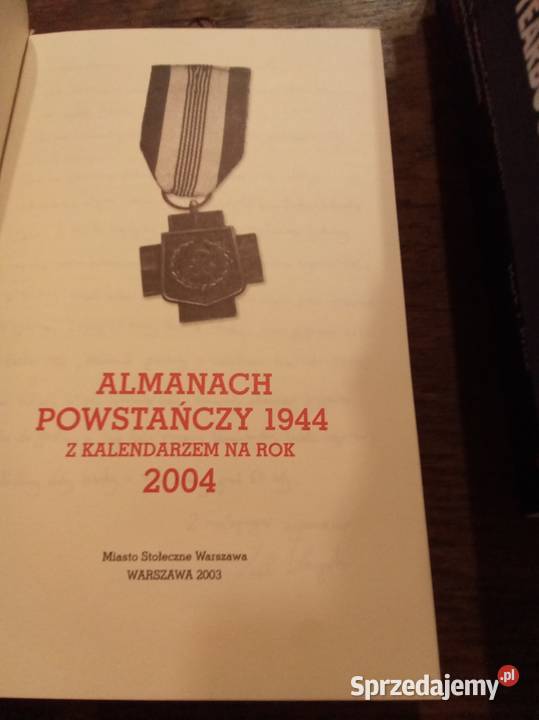 ALMANACH
POWSTAŃCZY 1944
Z KALENDARZEM NA ROK
2004
Miasto Stołeczne Warszawa
WARSZAWA 2003
Sprzedajemy.pl